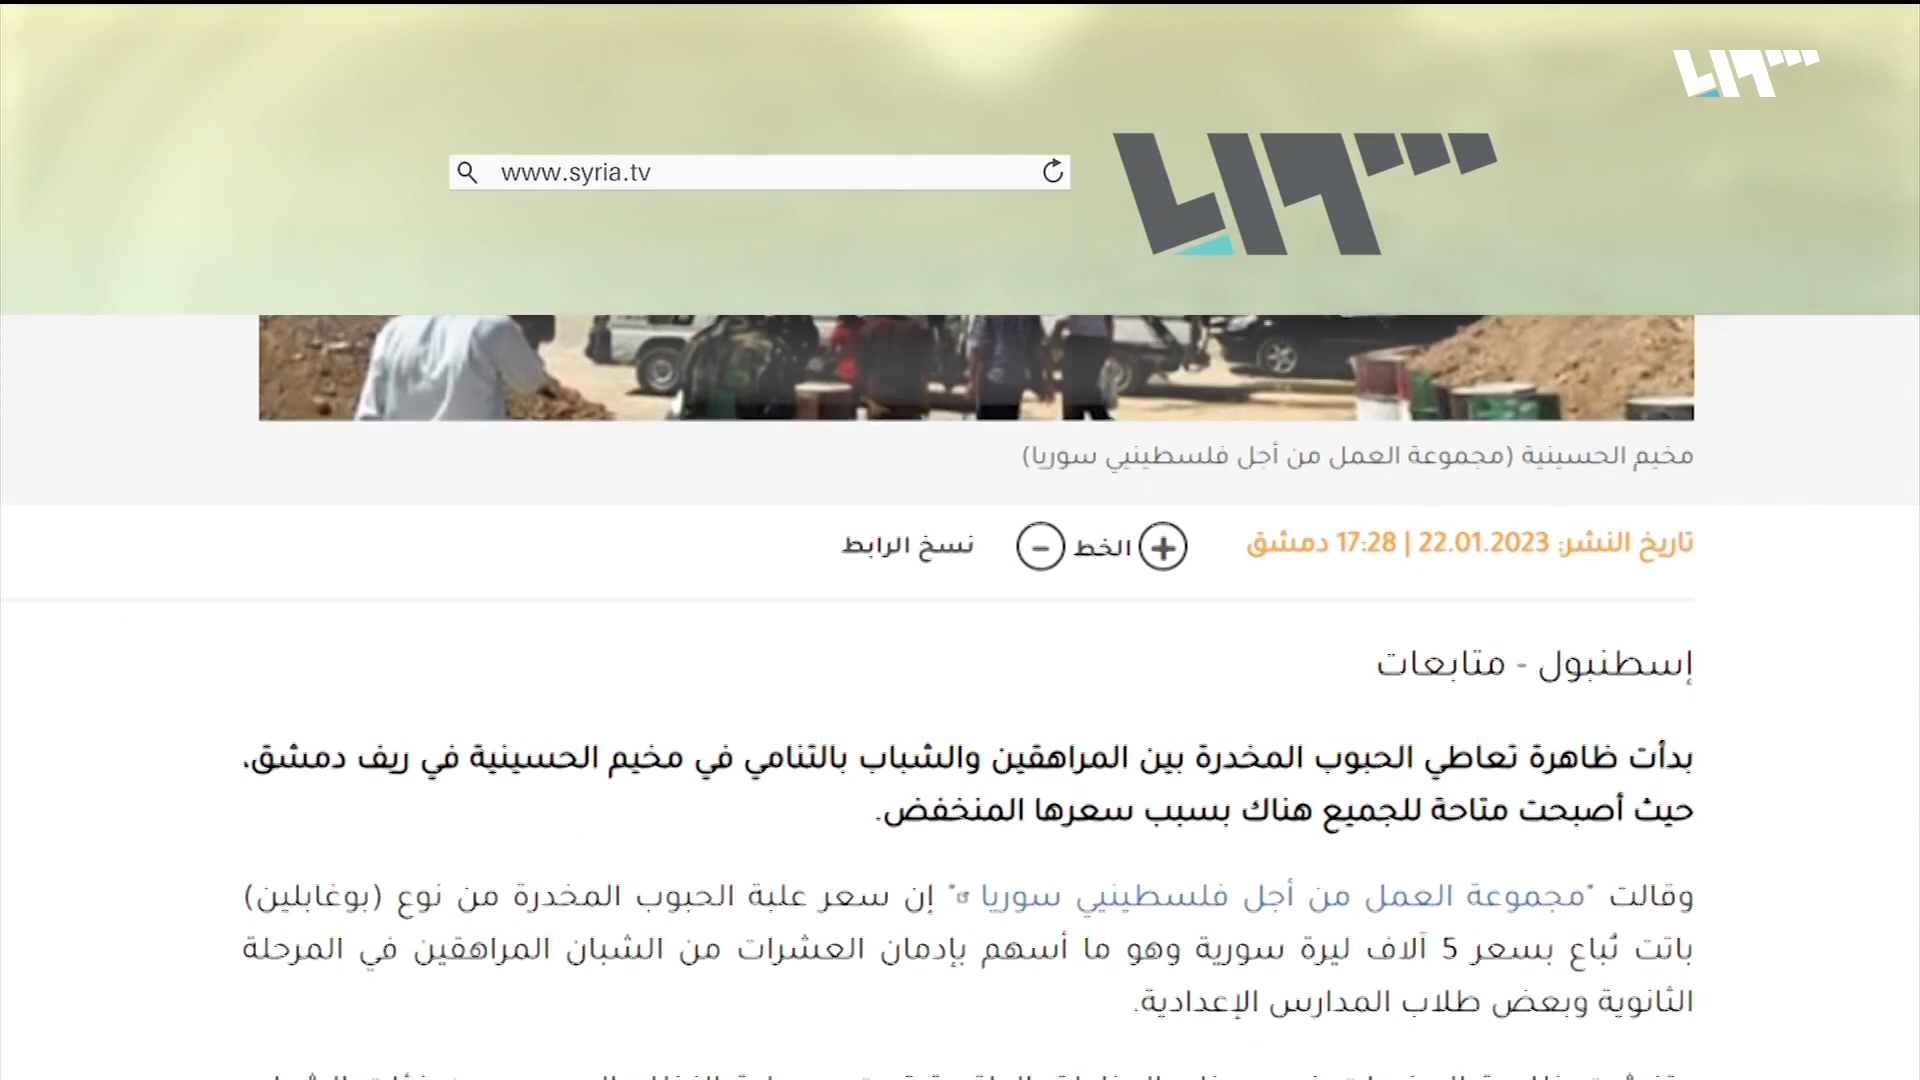 www.syria.tv
مخيم الحسينية (مجموعة العمل من أجل فلسطينيي سوريا)
تاريخ النشر: 22.01.2023 | 17:28 دمشق
الخط
نسخ الرابط
إسطنبول - متابعات
بدأت ظاهرة تعاطي الحبوب المخدرة بين المراهقين والشباب بالتنامي في مخيم الحسينية في ريف دمشق،
حيث أصبحت متاحة للجميع هناك بسبب سعرها المنخفض.
وقالت "مجموعة العمل من أجل فلسطينيي سوريا" إن سعر علبة الحبوب المخدرة من نوع (بوغابلين)
باتت تُباع بسعر 5 آلاف ليرة سورية وهو ما أسهم بإدمان العشرات من الشبان المراهقين في المرحلة
الثانوية وبعض طلاب المدارس الإعدادية.